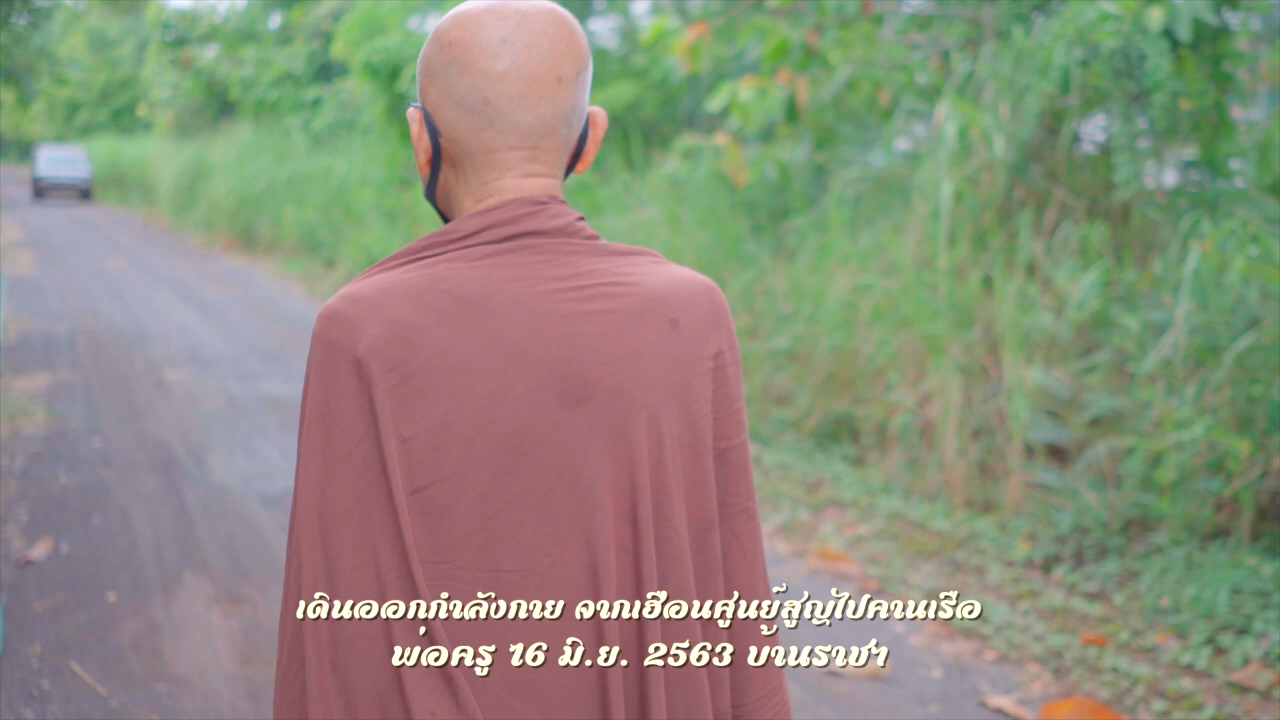 เดินออกกำลังกาย จากเฮือนศูนย์สูญไปคานเรือ
พ่อครู 16 มิ.ย. 2563 บ้านราชฯ